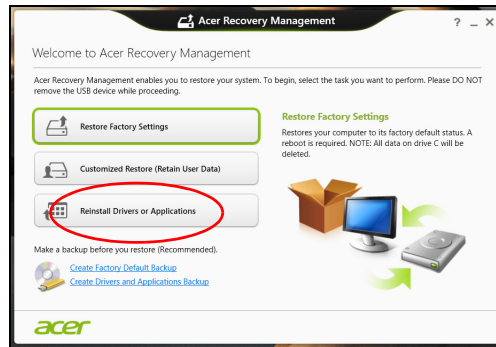 Acer Recovery Management
? _ X
Welcome to Acer Recovery Management
Acer Recovery Management enables you to restore your system. To begin, select the task you want to perform. Please DO NOT
remove the USB device while proceeding.
Restore Factory Settings
Customized Restore (Retain User Data)
Reinstall Drivers or Applications
Restore Factory Settings
Restores your computer to its factory default status. A
reboot is required. NOTE: All data on drive C will be
deleted.
Make a backup before you restore (Recommended).
Create Factory Default Backup
Create Drivers and Applications Backup
acer